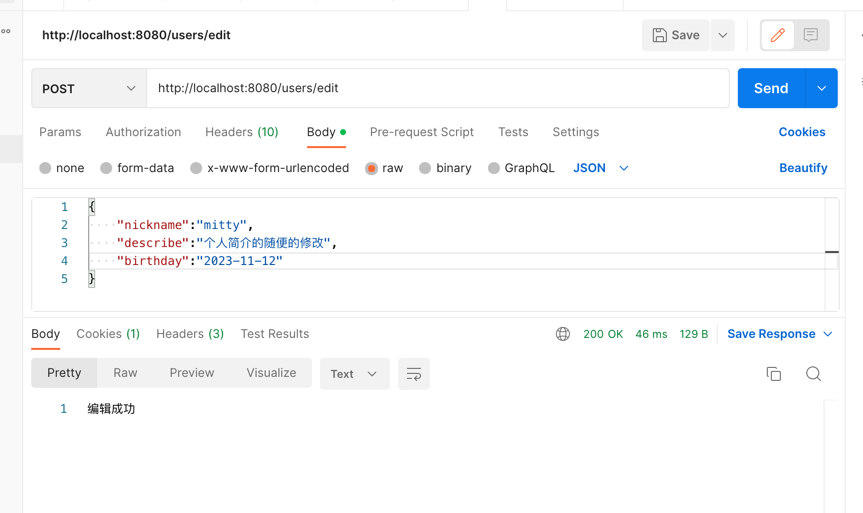 http://localhost:8080/users/edit
Save
POST
http://localhost:8080/users/edit
Send
Params Authorization Headers (10) Body Pre-request Script Tests Settings Cookies
none form-data x-www-form-urlencoded raw binary GraphQL JSON Beautify
1 {
2 "nickname":"mitty",
3 "describe":"个人简介的随便的修改",
4 "birthday":"2023-11-12"
5 }
Body Cookies (1) Headers (3) Test Results 200 OK 46 ms 129 B Save Response
Pretty Raw Preview Visualize Text
1 编辑成功